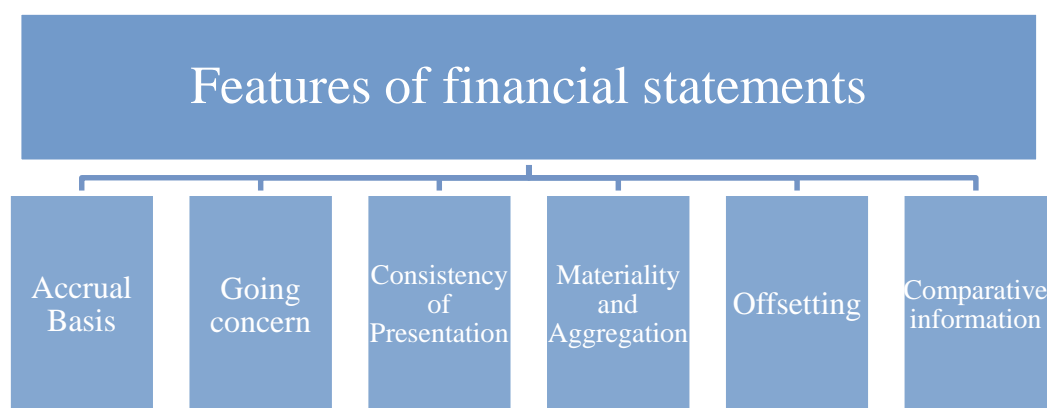 Features of financial statements
Accrual
Basis
Going
concern
Consistency
of
Presentation
Materiality
and
Aggregation
Offsetting
Comparative
information